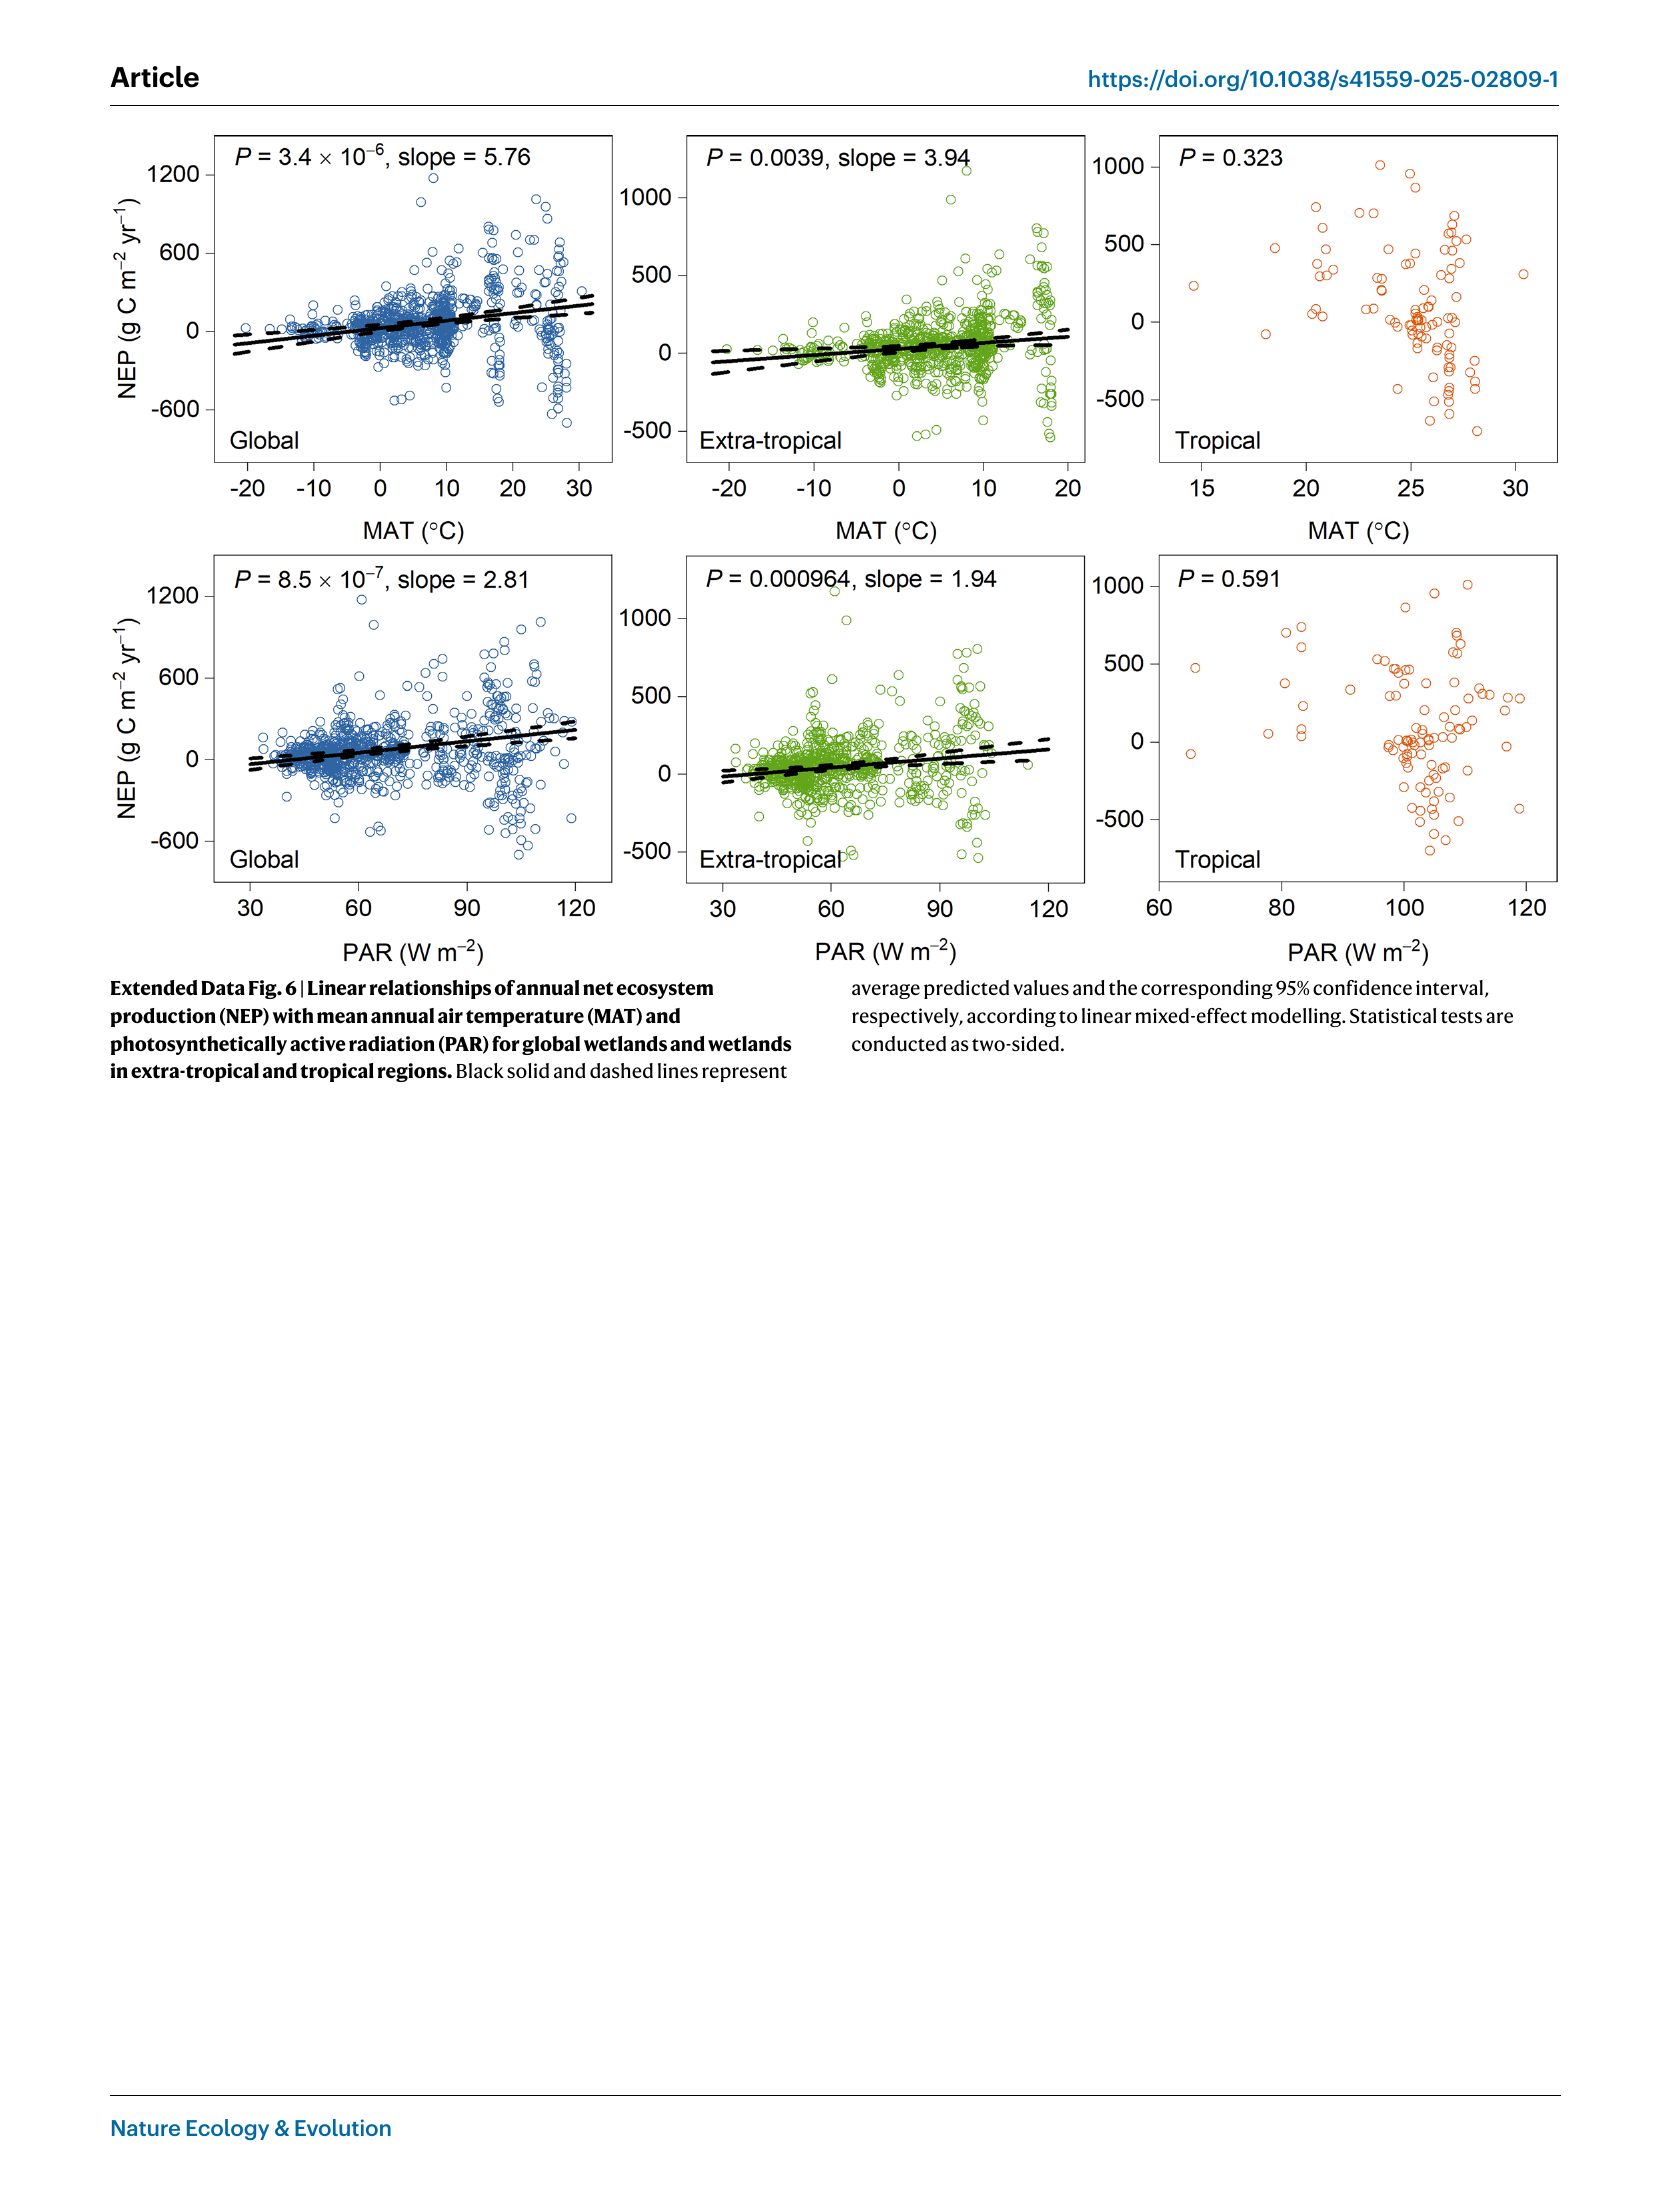 Article
https://doi.org/10.1038/s41559-025-02809-1
P = 3.4 × 10⁻⁶, slope = 5.76
1200
600
0
-600
NEP (g C m⁻² yr⁻¹)
Global
-20 -10 0 10 20 30
MAT (°C)
P = 0.0039, slope = 3.94
1000
500
0
-500
Extra-tropical
-20 -10 0 10 20
MAT (°C)
P = 0.323
1000
500
0
-500
Tropical
15 20 25 30
MAT (°C)
P = 8.5 × 10⁻⁷, slope = 2.81
1200
600
0
-600
NEP (g C m⁻² yr⁻¹)
Global
30 60 90 120
PAR (W m⁻²)
P = 0.000964, slope = 1.94
1000
500
0
-500
Extra-tropical
30 60 90 120
PAR (W m⁻²)
P = 0.591
1000
500
0
-500
Tropical
60 80 100 120
PAR (W m⁻²)
Extended Data Fig. 6 | Linear relationships of annual net ecosystem
production (NEP) with mean annual air temperature (MAT) and
photosynthetically active radiation (PAR) for global wetlands and wetlands
in extra-tropical and tropical regions. Black solid and dashed lines represent
average predicted values and the corresponding 95% confidence interval,
respectively, according to linear mixed-effect modelling. Statistical tests are
conducted as two-sided.
Nature Ecology & Evolution